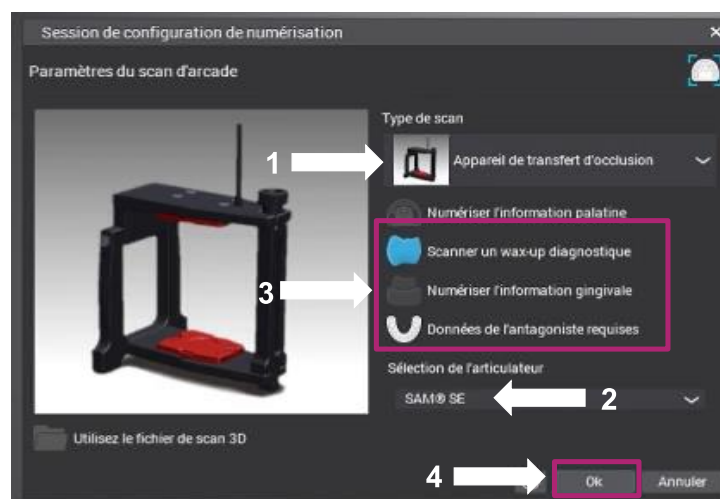 Session de configuration de numérisation
Paramètres du scan d'arcade
Type de scan
1
Appareil de transfert d'occlusion
Numériser l'information palatine
Scanner un wax-up diagnostique
3
Numériser l'information gingivale
Données de l'antagoniste requises
Sélection de l'articulateur
SAM® SE
2
Utilisez le fichier de scan 3D
4
Ok
Annuler